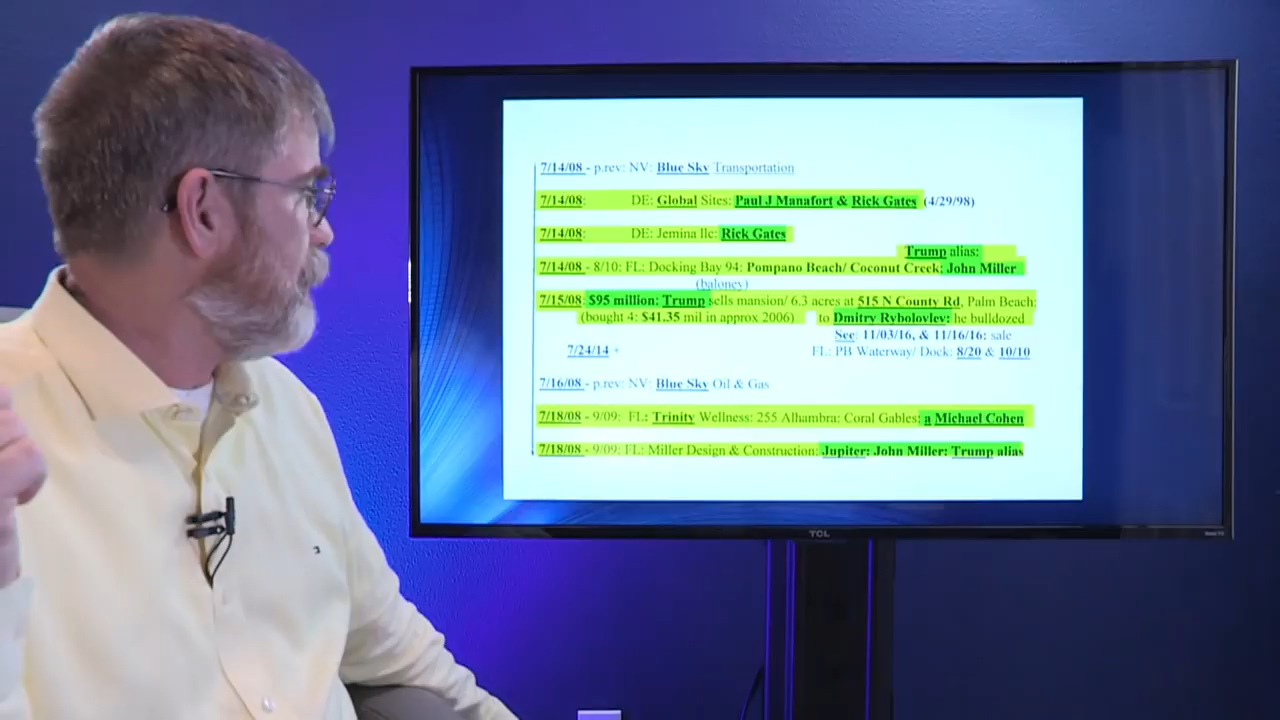 7/14/08 - p.rev: NV: Blue Sky Transportation
7/14/08: DE: Global Sites: Paul J Manafort & Rick Gates (4/29/98)
7/14/08: DE: Jemina llc: Rick Gates
Trump alias:
7/14/08 - 8/10: FL: Docking Bay 94: Pompano Beach/ Coconut Creek: John Miller
(baloney)
7/15/08: $95 million: Trump sells mansion/ 6.3 acres at 515 N County Rd, Palm Beach:
(bought 4: $41.35 mil in approx 2006) to Dmitry Rybolovlev: he bulldozed
See: 11/03/16, & 11/16/16: sale
7/24/14 + FL: PB Waterway/ Dock: 8/20 & 10/10
7/16/08 - p.rev: NV: Blue Sky Oil & Gas
7/18/08 - 9/09: FL: Trinity Wellness: 255 Alhambra: Coral Gables: a Michael Cohen
7/18/08 - 9/09: FL: Miller Design & Construction: Jupiter: John Miller: Trump alias
TCL
Roku TV